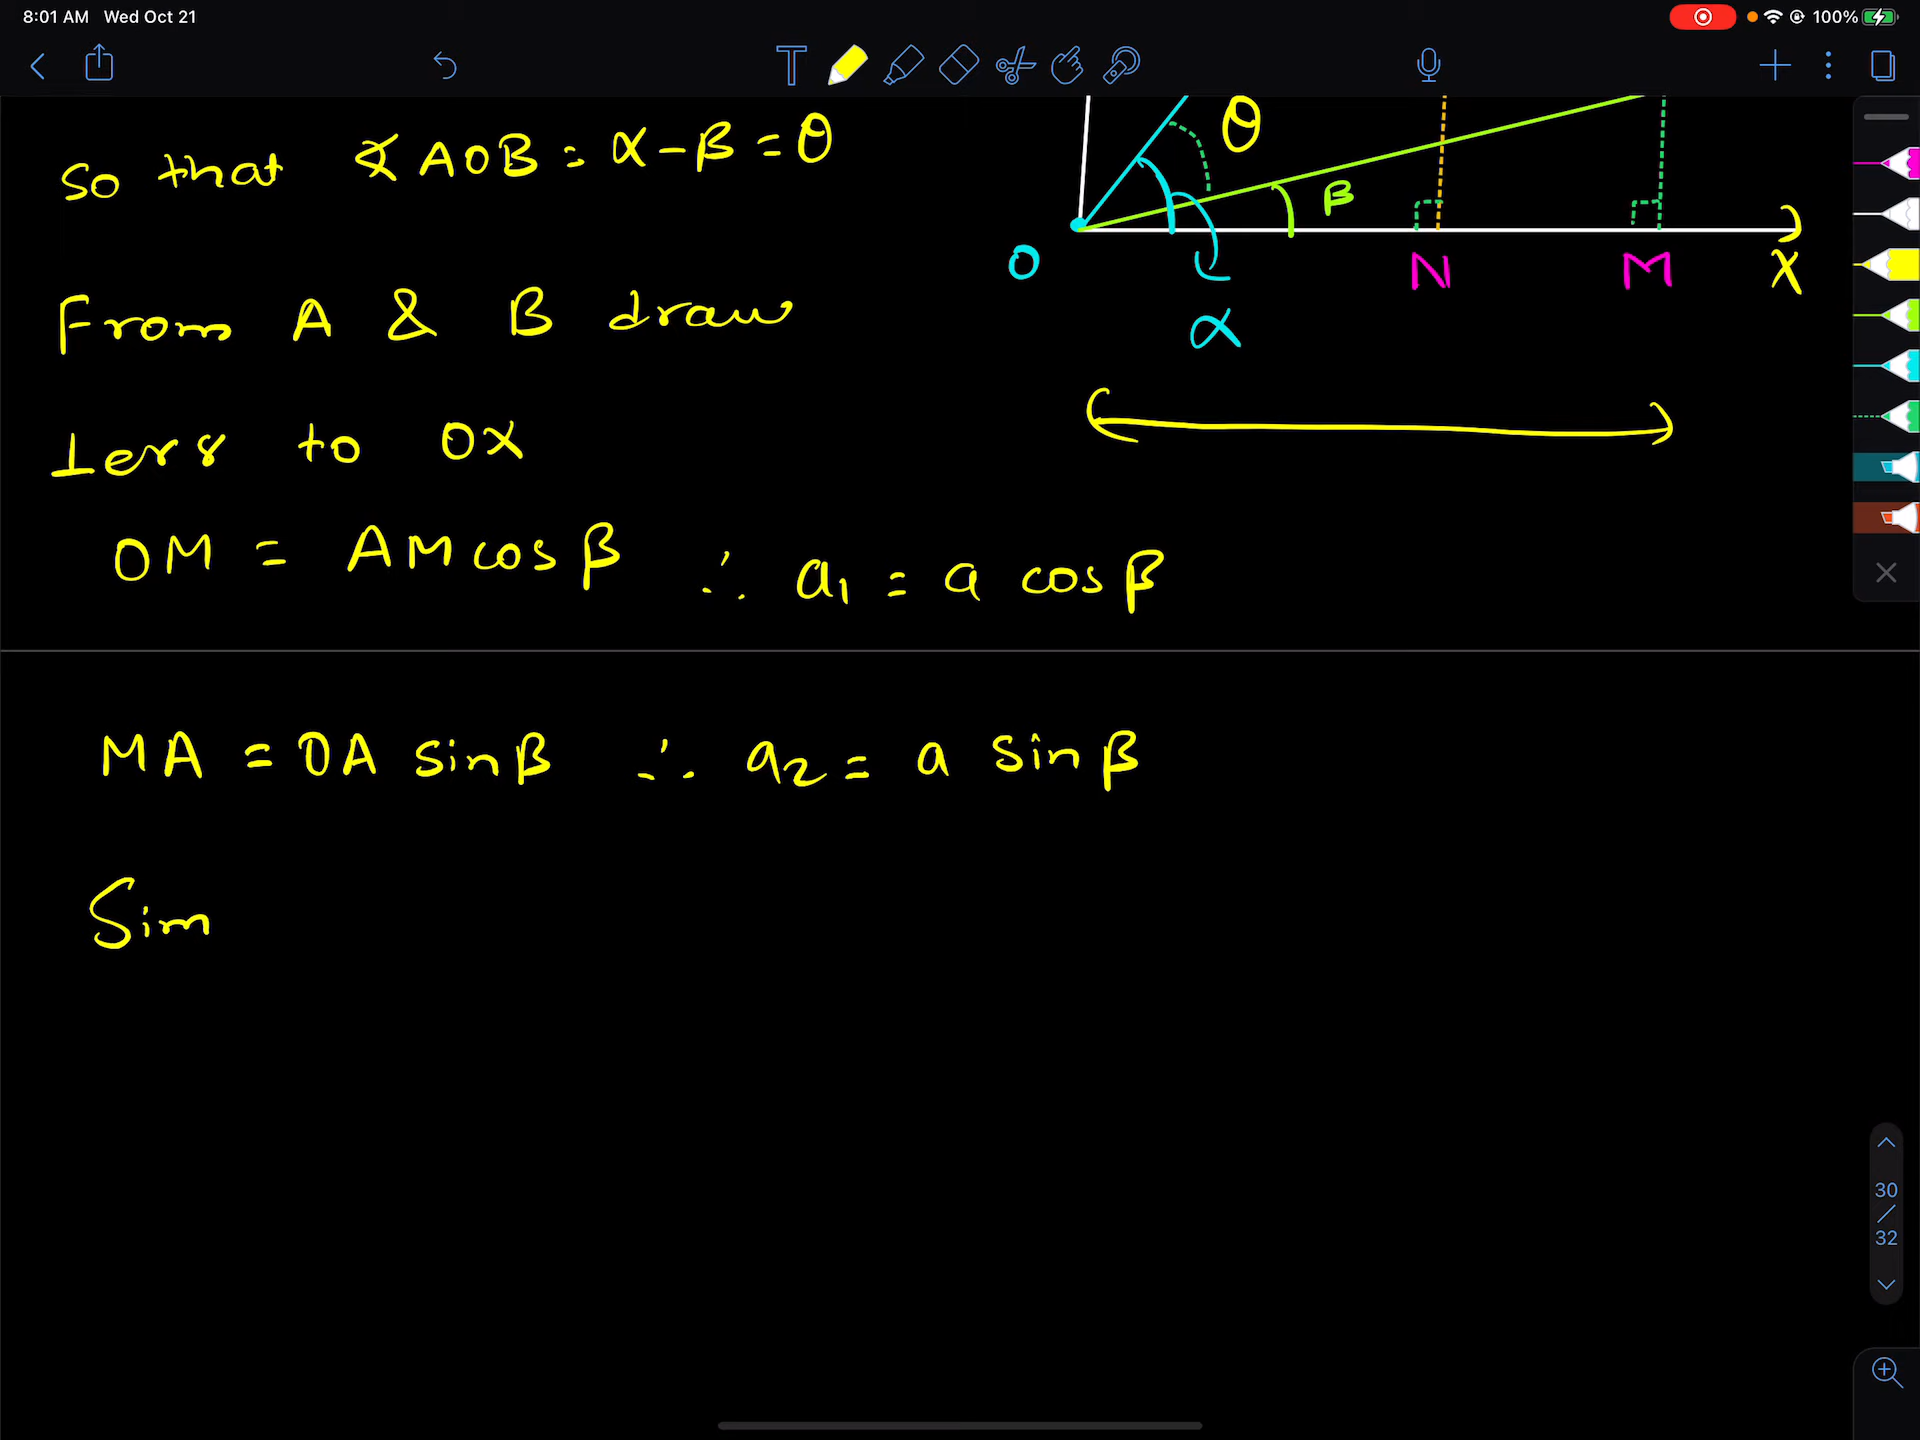 8:01 AM Wed Oct 21 100%
So that ∢AOB = α - β = θ
From A & B draw
⊥ers to OX
OM = AM cos β ∴ a1 = a cos β
θ
β
O N M X
α
MA = OA sin β ∴ a2 = a sin β
Sim
30
/
32